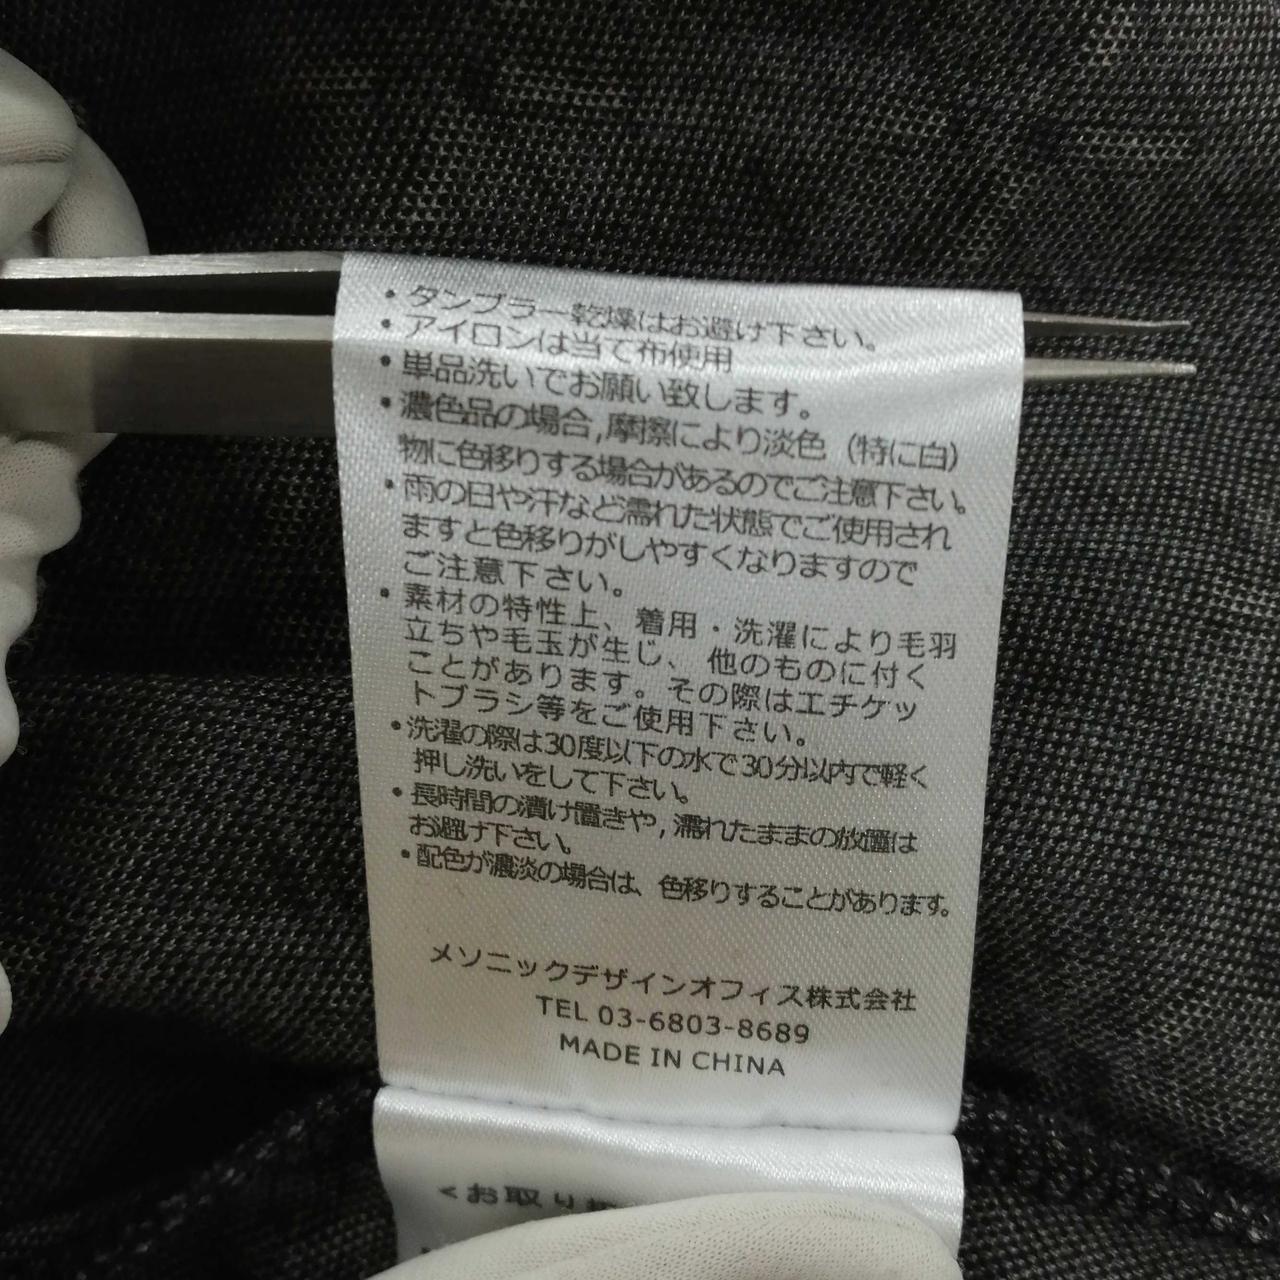 ・タンブラー乾燥はお避け下さい。
・アイロンは当て布使用
・単品洗いでお願い致します。
・濃色品の場合,摩擦により淡色（特に白）
物に色移りする場合があるのでご注意下さい。
・雨の日や汗など濡れた状態でご使用され
ますと色移りがしやすくなりますので
ご注意下さい。
・素材の特性上、着用・洗濯により毛羽
立ちや毛玉が生じ、他のものに付く
ことがあります。その際はエチケッ
トブラシ等をご使用下さい。
・洗濯の際は30度以下の水で30分以内で軽く
押し洗いをして下さい。
・長時間の漬け置きや,濡れたままの放置は
お避け下さい。
・配色が濃淡の場合は、色移りすることがあります。
メソニックデザインオフィス株式会社
TEL 03-6803-8689
MADE IN CHINA
<お取り